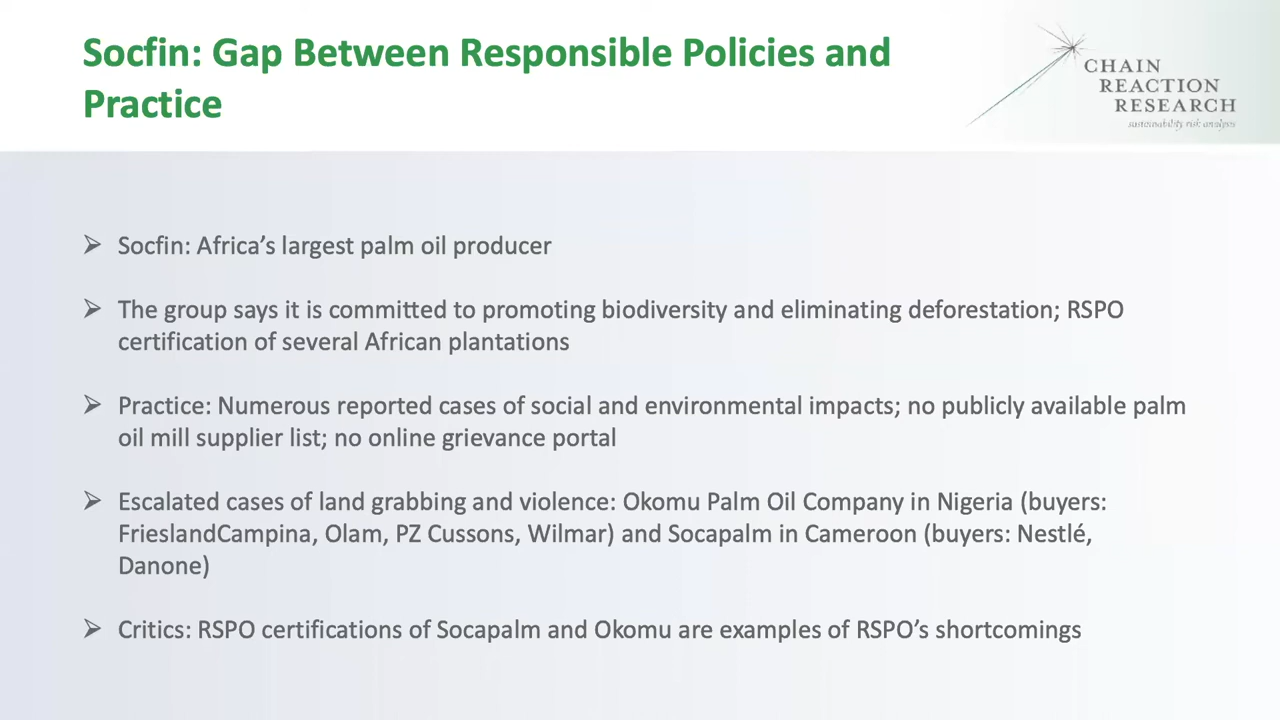 Socfin: Gap Between Responsible Policies and
Practice
CHAIN
REACTION
RESEARCH
sustainability risk analysis
➢ Socfin: Africa’s largest palm oil producer
➢ The group says it is committed to promoting biodiversity and eliminating deforestation; RSPO
certification of several African plantations
➢ Practice: Numerous reported cases of social and environmental impacts; no publicly available palm
oil mill supplier list; no online grievance portal
➢ Escalated cases of land grabbing and violence: Okomu Palm Oil Company in Nigeria (buyers:
FrieslandCampina, Olam, PZ Cussons, Wilmar) and Socapalm in Cameroon (buyers: Nestlé,
Danone)
➢ Critics: RSPO certifications of Socapalm and Okomu are examples of RSPO’s shortcomings